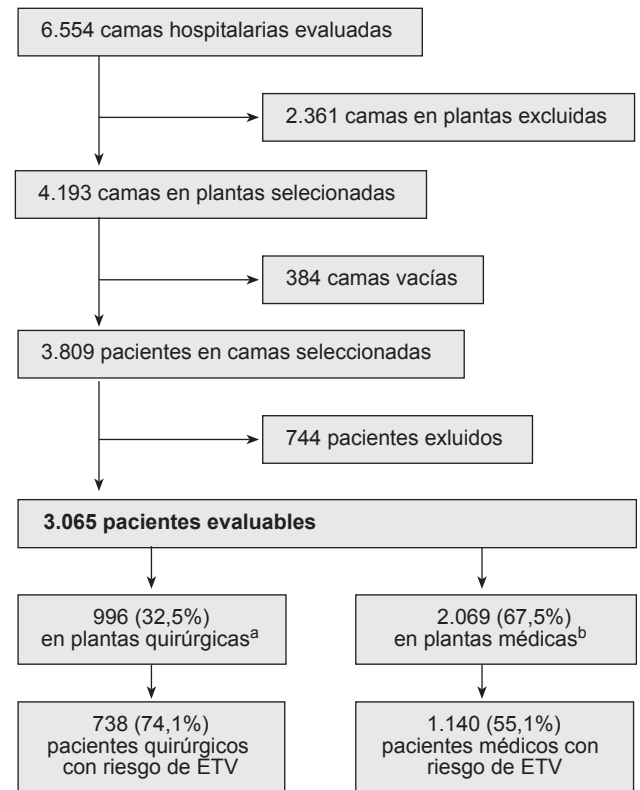 6.554 camas hospitalarias evaluadas
2.361 camas en plantas excluidas
4.193 camas en plantas selecionadas
384 camas vacías
3.809 pacientes en camas seleccionadas
744 pacientes exluidos
3.065 pacientes evaluables
996 (32,5%)
en plantas quirúrgicasᵃ
2.069 (67,5%)
en plantas médicasᵇ
738 (74,1%)
pacientes quirúrgicos
con riesgo de ETV
1.140 (55,1%)
pacientes médicos con
riesgo de ETV